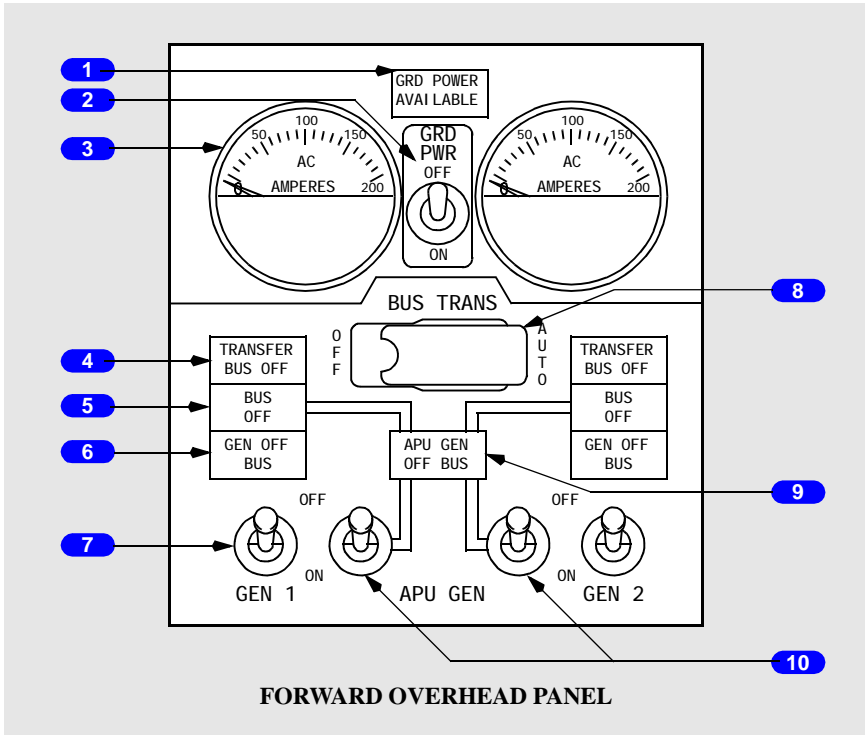 1
GRD POWER
AVAILABLE
2
GRD
PWR
OFF
ON
3
0 50 100 150 200
AC
AMPERES
0 50 100 150 200
AC
AMPERES
BUS TRANS
OFF
AUTO
8
4
TRANSFER
BUS OFF
TRANSFER
BUS OFF
5
BUS
OFF
BUS
OFF
6
GEN OFF
BUS
APU GEN
OFF BUS
GEN OFF
BUS
9
7
OFF
OFF
ON
ON
GEN 1
APU GEN
GEN 2
10
FORWARD OVERHEAD PANEL